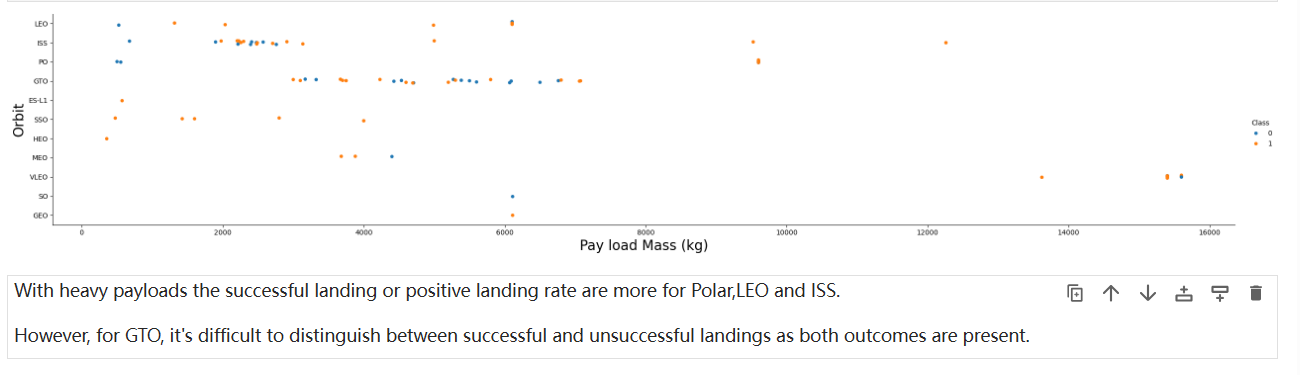 LEO
ISS
PO
GTO
ES-L1
SSO
HEO
MEO
VLEO
SO
GEO
Orbit
0 2000 4000 6000 8000 10000 12000 14000 16000
Pay load Mass (kg)
Class
0
1
With heavy payloads the successful landing or positive landing rate are more for Polar,LEO and ISS.
However, for GTO, it's difficult to distinguish between successful and unsuccessful landings as both outcomes are present.